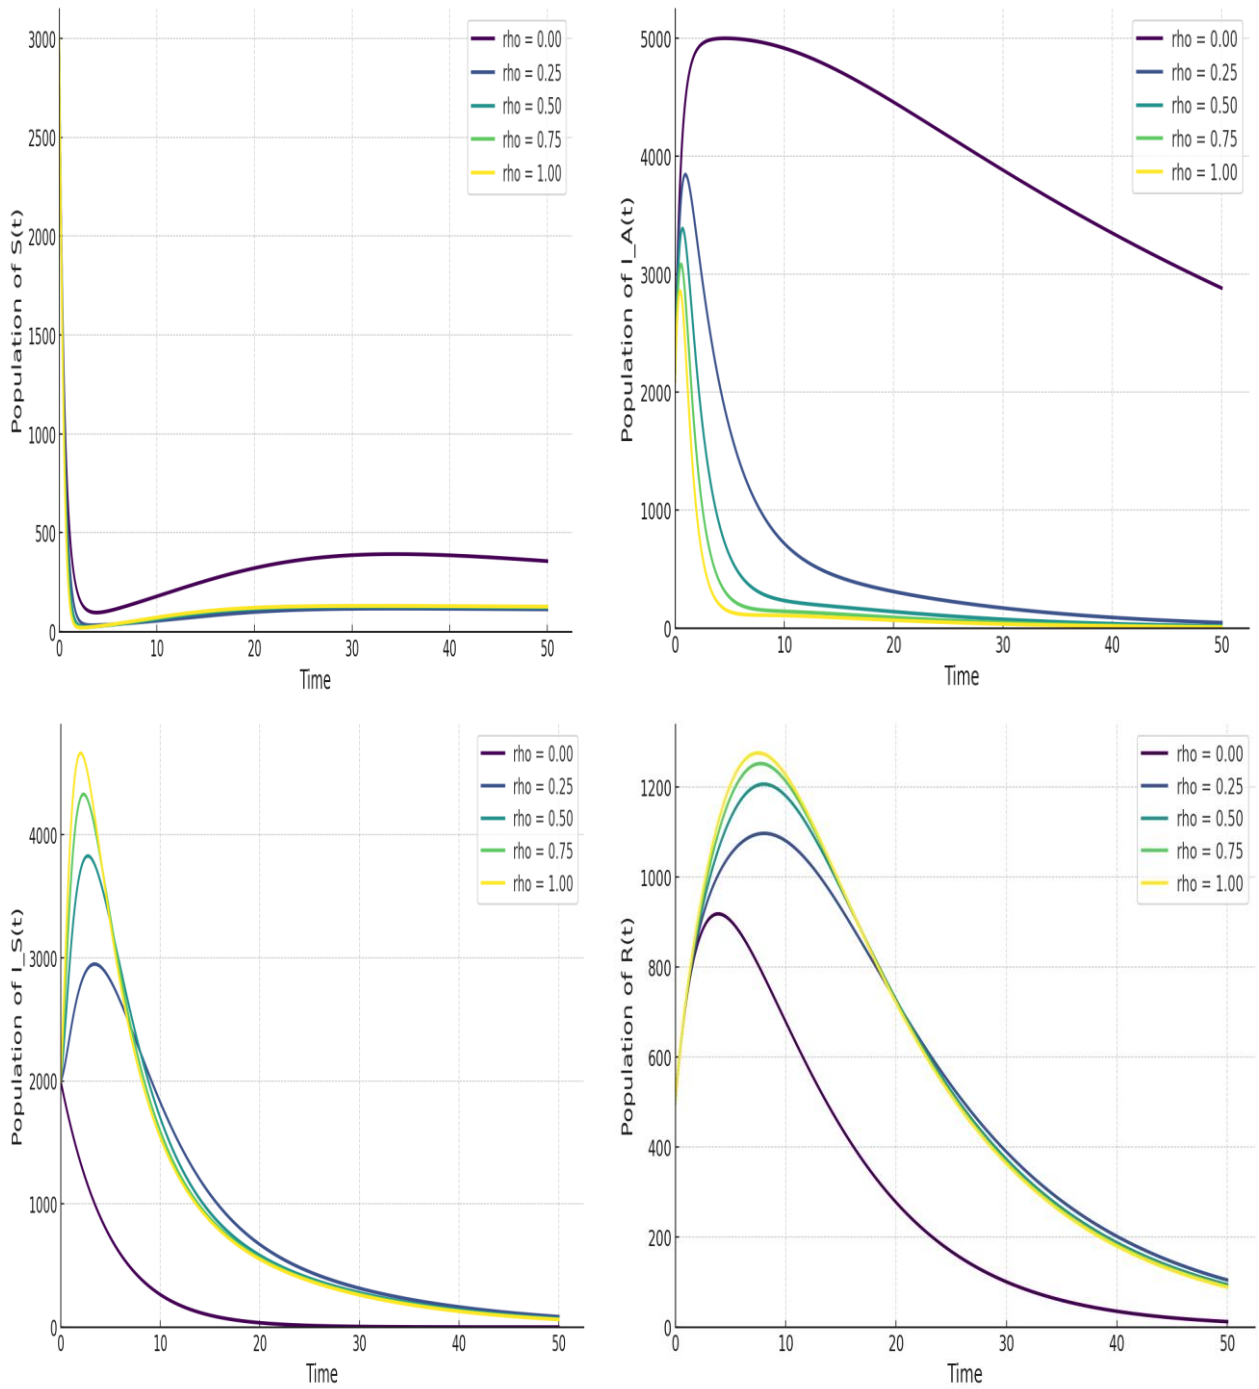 Population of S(t)
3000
2500
2000
1500
1000
500
0
0 10 20 30 40 50
Time
rho = 0.00
rho = 0.25
rho = 0.50
rho = 0.75
rho = 1.00
Population of I_A(t)
5000
4000
3000
2000
1000
0
0 10 20 30 40 50
Time
rho = 0.00
rho = 0.25
rho = 0.50
rho = 0.75
rho = 1.00
Population of I_S(t)
4000
3000
2000
1000
0
0 10 20 30 40 50
Time
rho = 0.00
rho = 0.25
rho = 0.50
rho = 0.75
rho = 1.00
Population of R(t)
1200
1000
800
600
400
200
0
0 10 20 30 40 50
Time
rho = 0.00
rho = 0.25
rho = 0.50
rho = 0.75
rho = 1.00